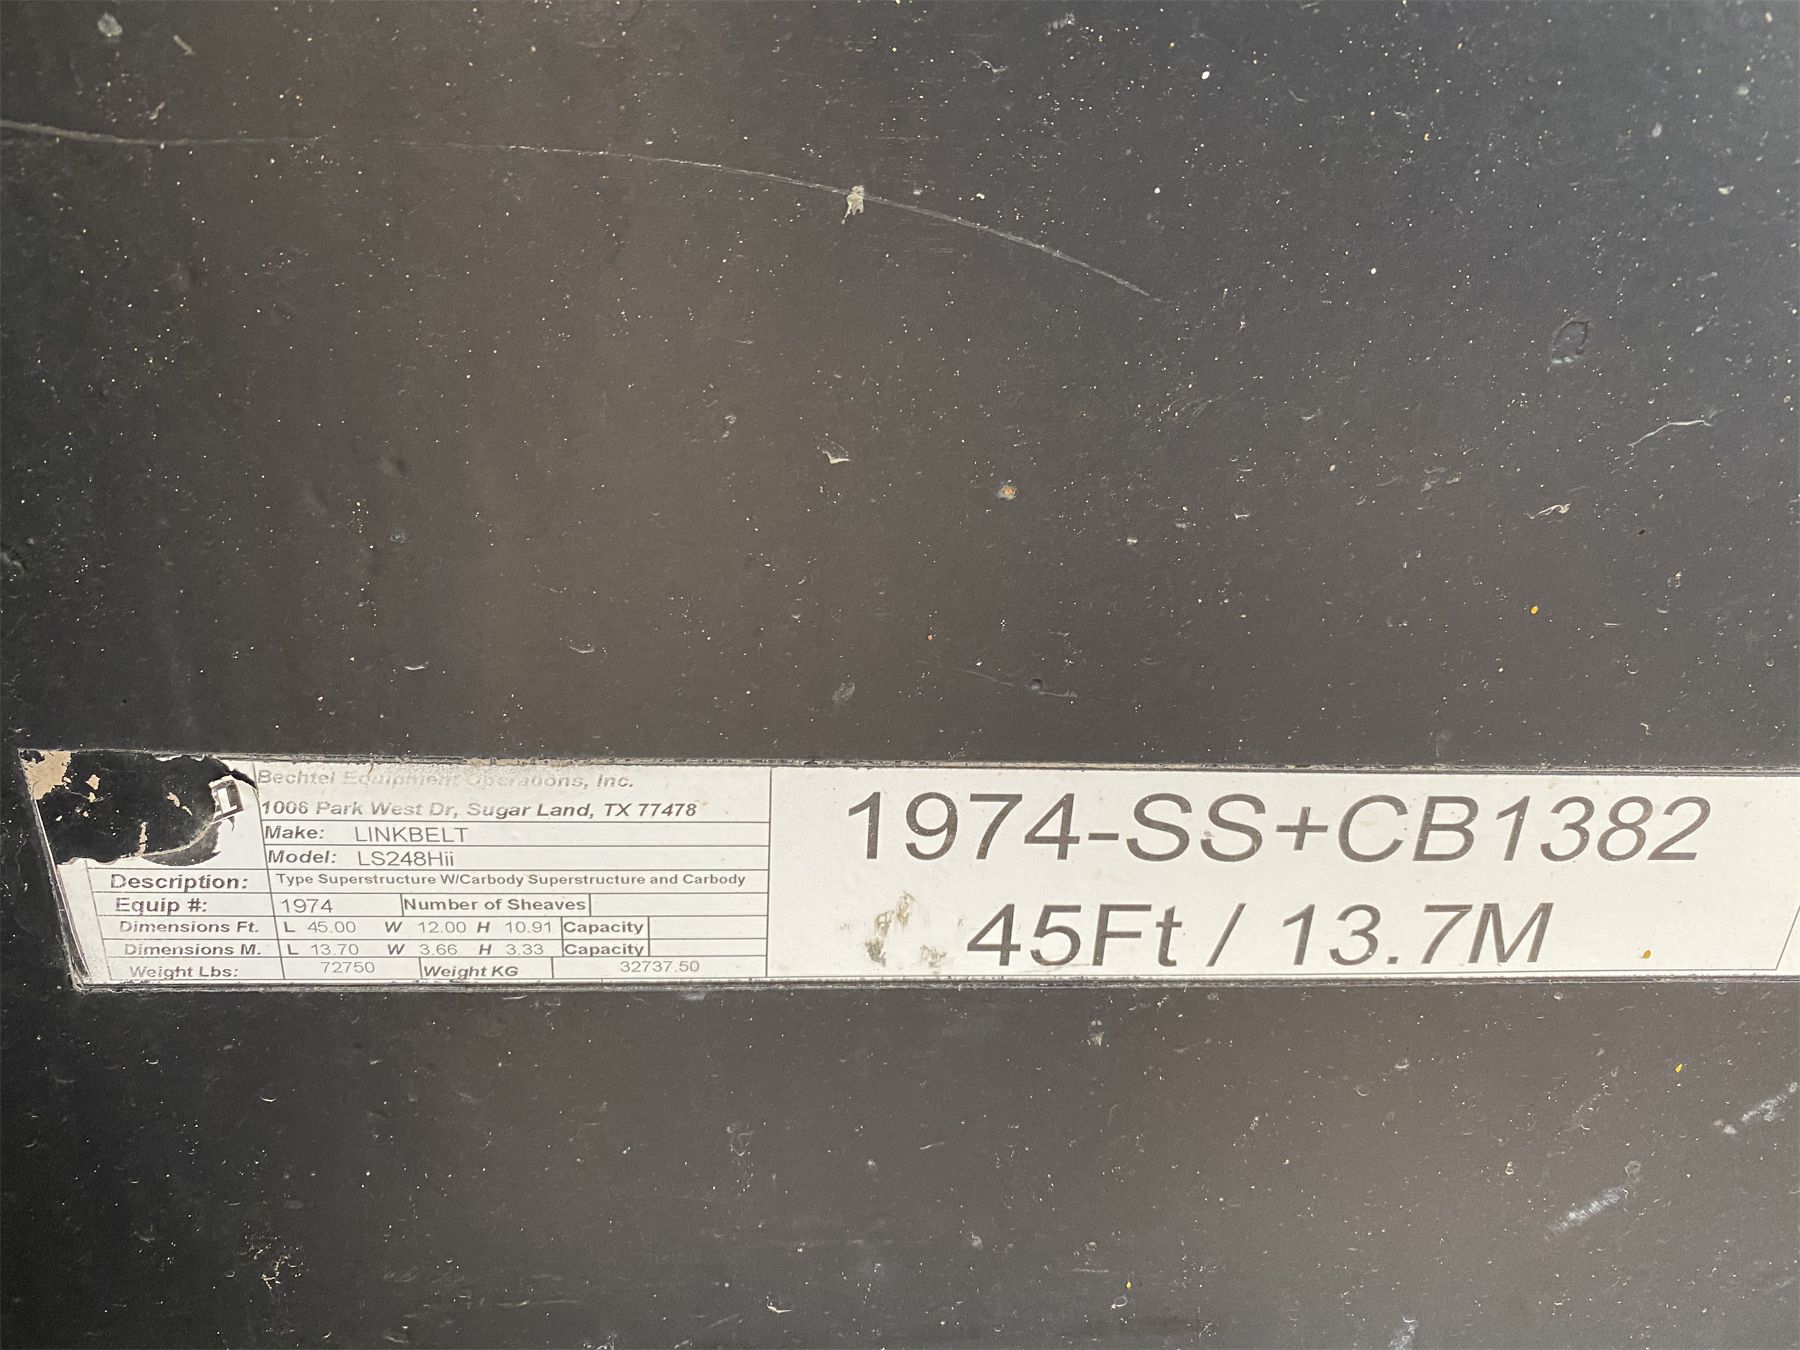 Bechtel Equipment Operations, Inc.
1006 Park West Dr, Sugar Land, TX 77478
Make: LINKBELT
Model: LS248Hii
Description: Type Superstructure W/Carbody Superstructure and Carbody
Equip #: 1974 Number of Sheaves
Dimensions Ft. L 45.00 W 12.00 H 10.91 Capacity
Dimensions M. L 13.70 W 3.66 H 3.33 Capacity
Weight Lbs: 72750 Weight KG 32737.50
1974-SS+CB1382
45Ft / 13.7M